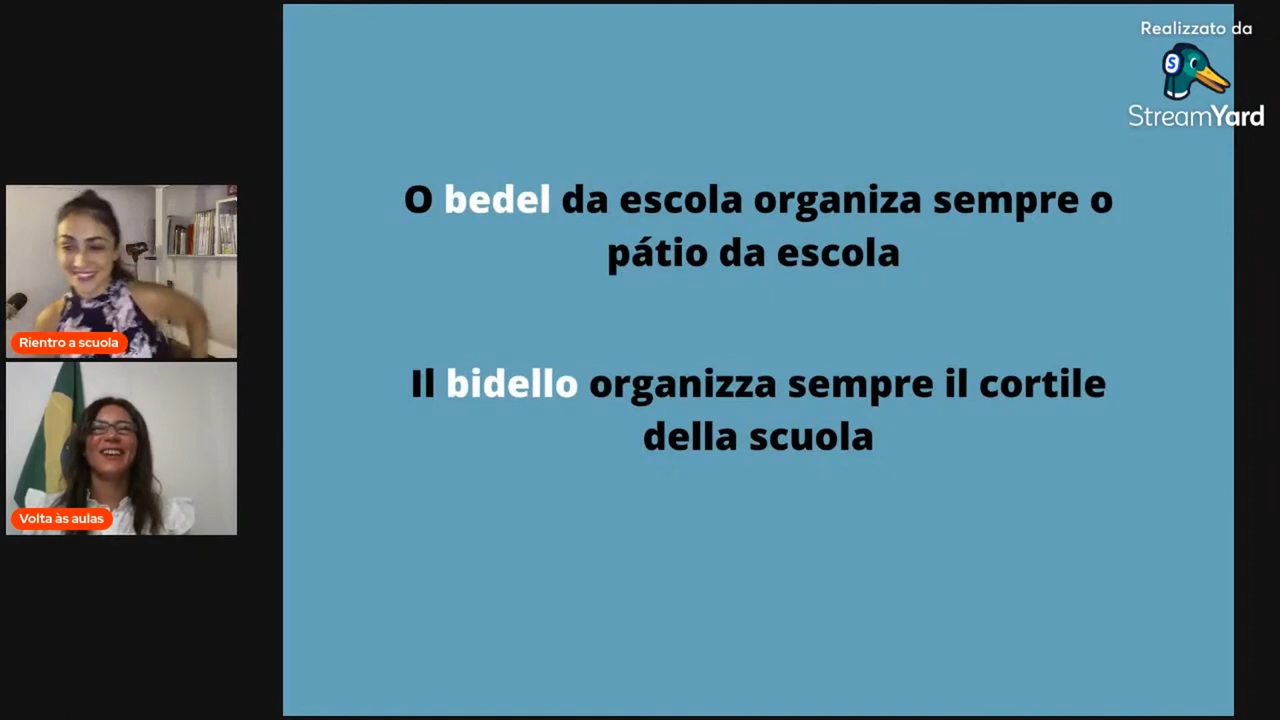 Realizzato da
StreamYard
O bedel da escola organiza sempre o
pátio da escola
Il bidello organizza sempre il cortile
della scuola
Rientro a scuola
Volta às aulas